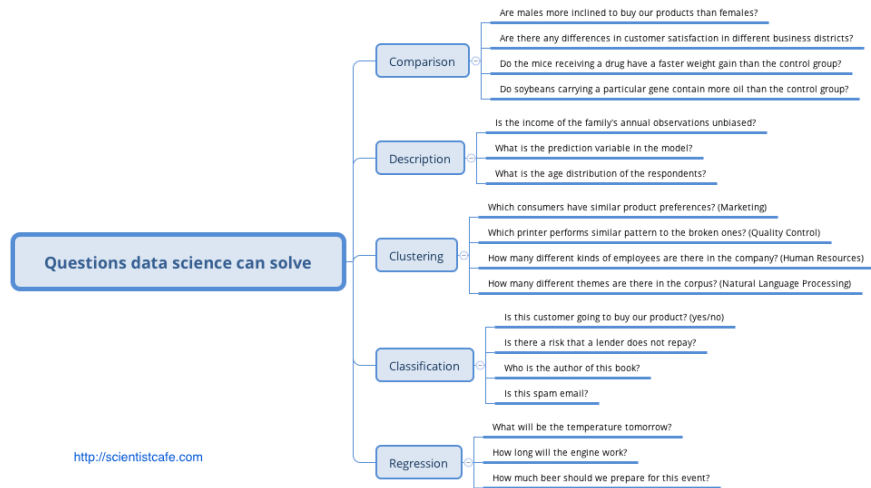 Questions data science can solve
Comparison
Are males more inclined to buy our products than females?
Are there any differences in customer satisfaction in different business districts?
Do the mice receiving a drug have a faster weight gain than the control group?
Do soybeans carrying a particular gene contain more oil than the control group?
Description
Is the income of the family's annual observations unbiased?
What is the prediction variable in the model?
What is the age distribution of the respondents?
Clustering
Which consumers have similar product preferences? (Marketing)
Which printer performs similar pattern to the broken ones? (Quality Control)
How many different kinds of employees are there in the company? (Human Resources)
How many different themes are there in the corpus? (Natural Language Processing)
Classification
Is this customer going to buy our product? (yes/no)
Is there a risk that a lender does not repay?
Who is the author of this book?
Is this spam email?
Regression
What will be the temperature tomorrow?
How long will the engine work?
How much beer should we prepare for this event?
http://scientistcafe.com